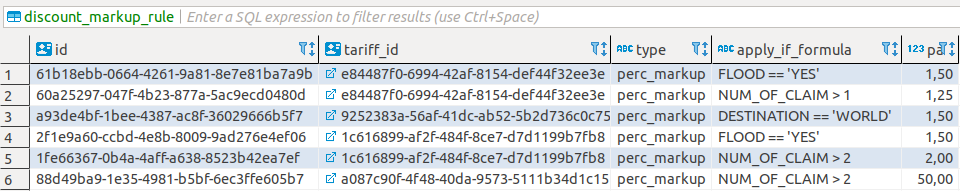 discount_markup_rule Enter a SQL expression to filter results (use Ctrl+Space)
id tariff_id ABC type ABC apply_if_formula 123 pa
1 61b18ebb-0664-4261-9a81-8e7e81ba7a9b e84487f0-6994-42af-8154-def44f32ee3e perc_markup FLOOD == 'YES' 1,50
2 60a25297-047f-4b23-877a-5ac9ecd0480d e84487f0-6994-42af-8154-def44f32ee3e perc_markup NUM_OF_CLAIM > 1 1,25
3 a93de4bf-1bee-4387-ac8f-36029666b5f7 9252383a-56af-41dc-ab52-5b2d736c0c75 perc_markup DESTINATION == 'WORLD' 1,50
4 2f1e9a60-ccbd-4e8b-8009-9ad276e4ef06 1c616899-af2f-484f-8ce7-d7d1199b7fb8 perc_markup FLOOD == 'YES' 1,50
5 1fe66367-0b4a-4aff-a638-8523b42ea7ef 1c616899-af2f-484f-8ce7-d7d1199b7fb8 perc_markup NUM_OF_CLAIM > 2 2,00
6 88d49ba9-1e35-4981-b5bf-6ec3ffe605b7 a087c90f-4f48-40da-9573-5111b34d1c15 perc_markup NUM_OF_CLAIM > 2 50,00